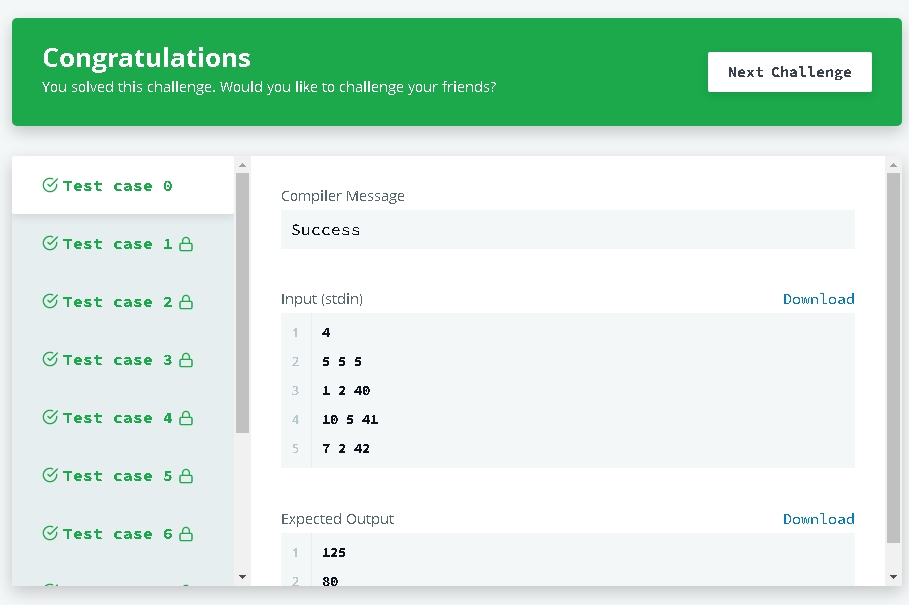 Congratulations
You solved this challenge. Would you like to challenge your friends?
Next Challenge
Test case 0
Test case 1
Test case 2
Test case 3
Test case 4
Test case 5
Test case 6
Compiler Message
Success
Input (stdin)
Download
1 4
2 5 5 5
3 1 2 40
4 10 5 41
5 7 2 42
Expected Output
Download
1 125
2 80